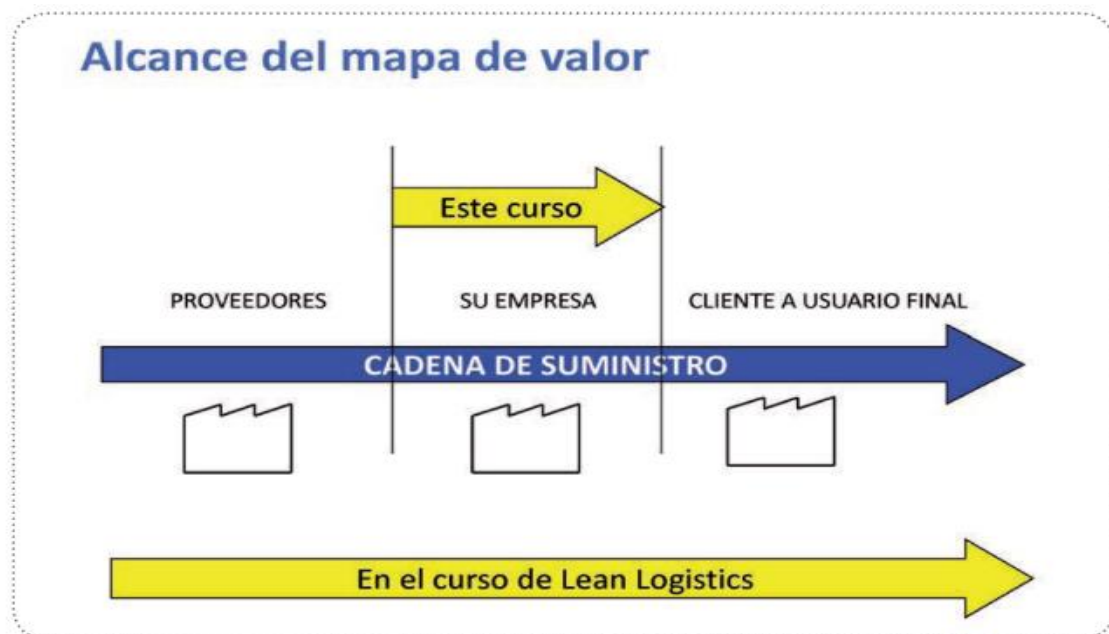 Alcance del mapa de valor
Este curso
PROVEEDORES
SU EMPRESA
CLIENTE A USUARIO FINAL
CADENA DE SUMINISTRO
En el curso de Lean Logistics